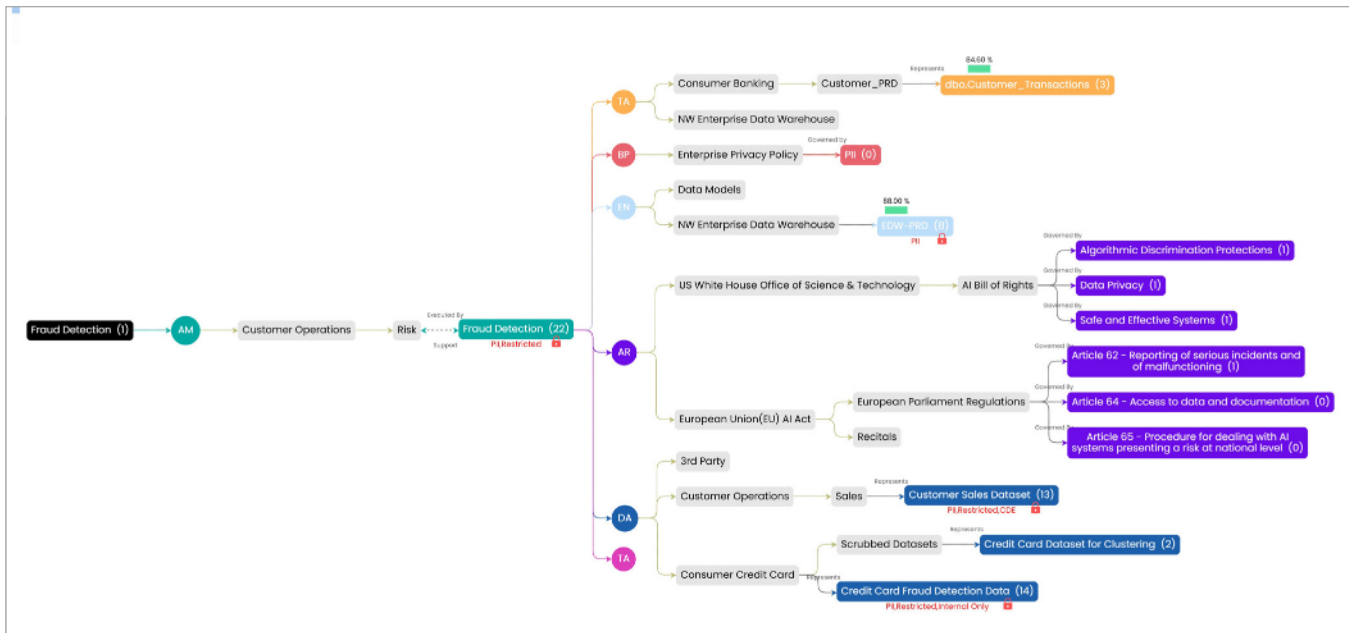 84.60 %
Represents
Consumer Banking
Customer_PRD
dbo.Customer_Transactions (3)
TA
NW Enterprise Data Warehouse
Governed by
BP
Enterprise Privacy Policy
PII (0)
Data Models
EN
88.00 %
NW Enterprise Data Warehouse
EDW-PRD (8)
PII
Governed By
Algorithmic Discrimination Protections (1)
Governed By
US White House Office of Science & Technology
AI Bill of Rights
Data Privacy (1)
Governed By
Safe and Effective Systems (1)
Executed By
Fraud Detection (1)
AM
Customer Operations
Risk
Fraud Detection (22)
Support
PII,Restricted
AR
Governed By
Article 62 - Reporting of serious incidents and
of malfunctioning (1)
Governed By
European Parliament Regulations
Article 64 - Access to data and documentation (0)
European Union(EU) AI Act
Governed By
Recitals
Article 65 - Procedure for dealing with AI
systems presenting a risk at national level (0)
3rd Party
Represents
Customer Operations
Sales
Customer Sales Dataset (13)
PII,Restricted,CDE
DA
Represents
Scrubbed Datasets
Credit Card Dataset for Clustering (2)
TA
Consumer Credit Card
Represents
Credit Card Fraud Detection Data (14)
PII,Restricted,Internal Only